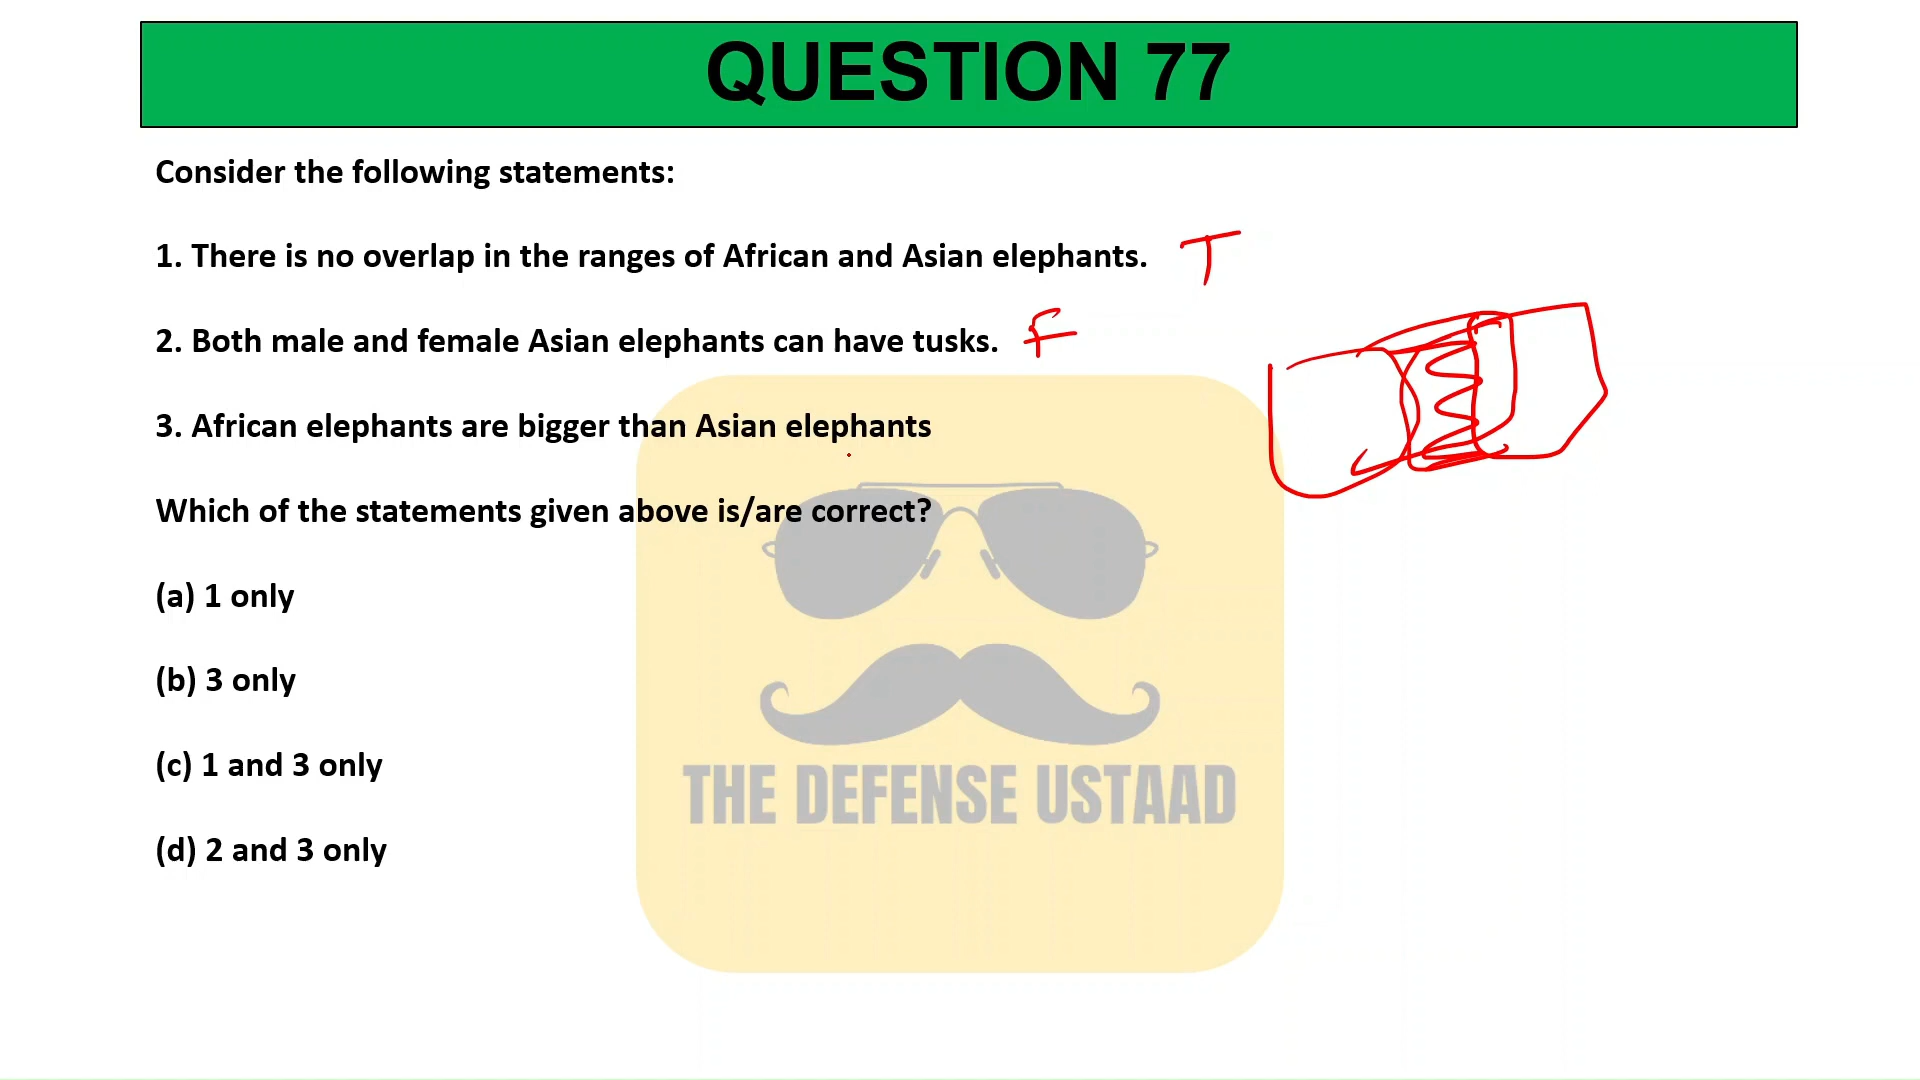 QUESTION 77
Consider the following statements:
1. There is no overlap in the ranges of African and Asian elephants. T
2. Both male and female Asian elephants can have tusks. F
3. African elephants are bigger than Asian elephants
Which of the statements given above is/are correct?
(a) 1 only
(b) 3 only
(c) 1 and 3 only
(d) 2 and 3 only
THE DEFENSE USTAAD